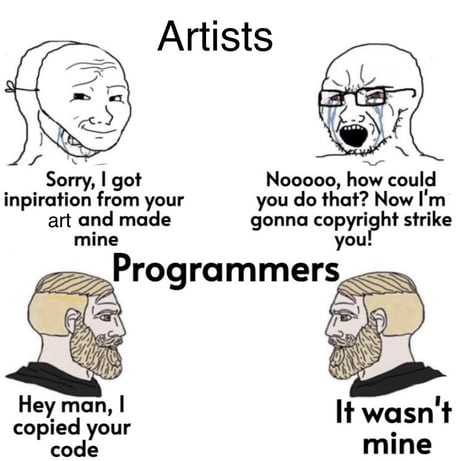 Artists
Sorry, I got
inpiration from your
art and made
mine
Nooooo, how could
you do that? Now I'm
gonna copyright strike
you!
Programmers
Hey man, I
copied your
code
It wasn't
mine